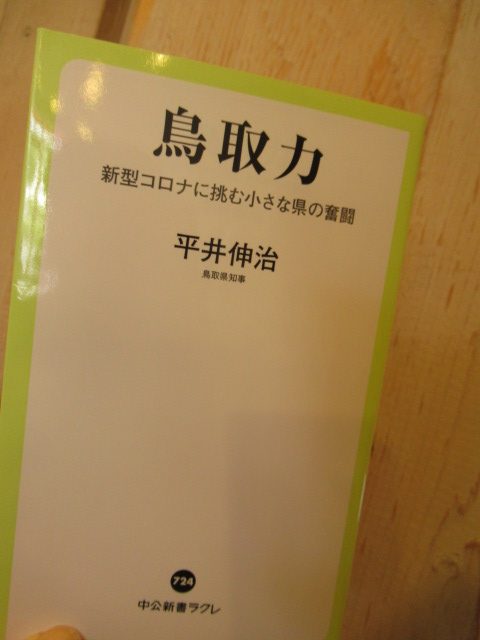 鳥取力
新型コロナに挑む小さな県の奮闘
平井伸治
鳥取県知事
724
中公新書ラクレ